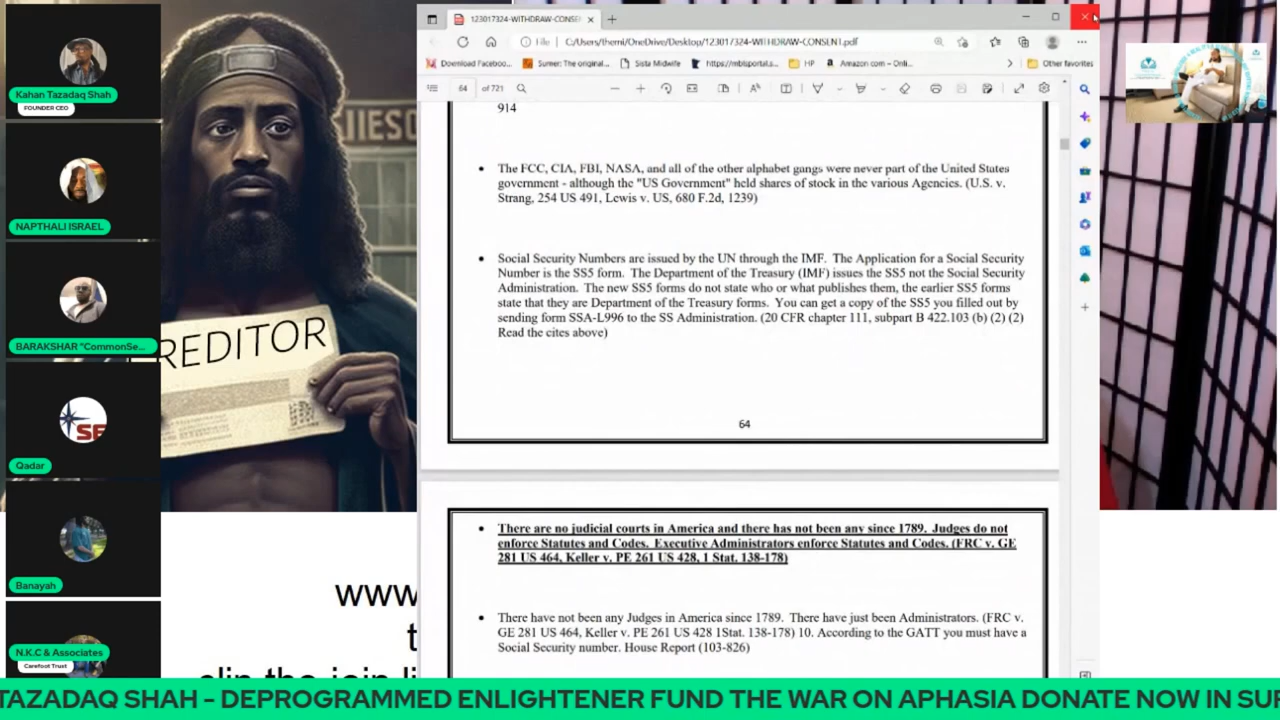 Kahan Tazadaq Shah
FOUNDER CEO
NAPTHALI ISRAEL
BARAKSHAR "CommonSe...
Qadar
SF
Banayah
N.K.C & Associates
Carefoot Trust
REDITOR
www
123017324-WITHDRAW-CONSE
File
C:/Users/themi/OneDrive/Desktop/123017324-WITHDRAW-CONSENT.pdf
Download Faceboo...
Sumer: The original...
Sista Midwife
https://mblsportal.s...
HP
Amazon.com – Onli...
Other favorites
64 of 721
914
• The FCC, CIA, FBI, NASA, and all of the other alphabet gangs were never part of the United States
government - although the "US Government" held shares of stock in the various Agencies. (U.S. v.
Strang, 254 US 491, Lewis v. US, 680 F.2d, 1239)
• Social Security Numbers are issued by the UN through the IMF. The Application for a Social Security
Number is the SS5 form. The Department of the Treasury (IMF) issues the SS5 not the Social Security
Administration. The new SS5 forms do not state who or what publishes them, the earlier SS5 forms
state that they are Department of the Treasury forms. You can get a copy of the SS5 you filled out by
sending form SSA-L996 to the SS Administration. (20 CFR chapter 111, subpart B 422.103 (b) (2) (2)
Read the cites above)
64
• There are no judicial courts in America and there has not been any since 1789. Judges do not
enforce Statutes and Codes. Executive Administrators enforce Statutes and Codes. (FRC v. GE
281 US 464, Keller v. PE 261 US 428, 1 Stat. 138-178)
• There have not been any Judges in America since 1789. There have just been Administrators. (FRC v.
GE 281 US 464, Keller v. PE 261 US 428 1Stat. 138-178) 10. According to the GATT you must have a
Social Security number. House Report (103-826)
TAZADAQ SHAH - DEPROGRAMMED ENLIGHTENER FUND THE WAR ON APHASIA DONATE NOW IN SU